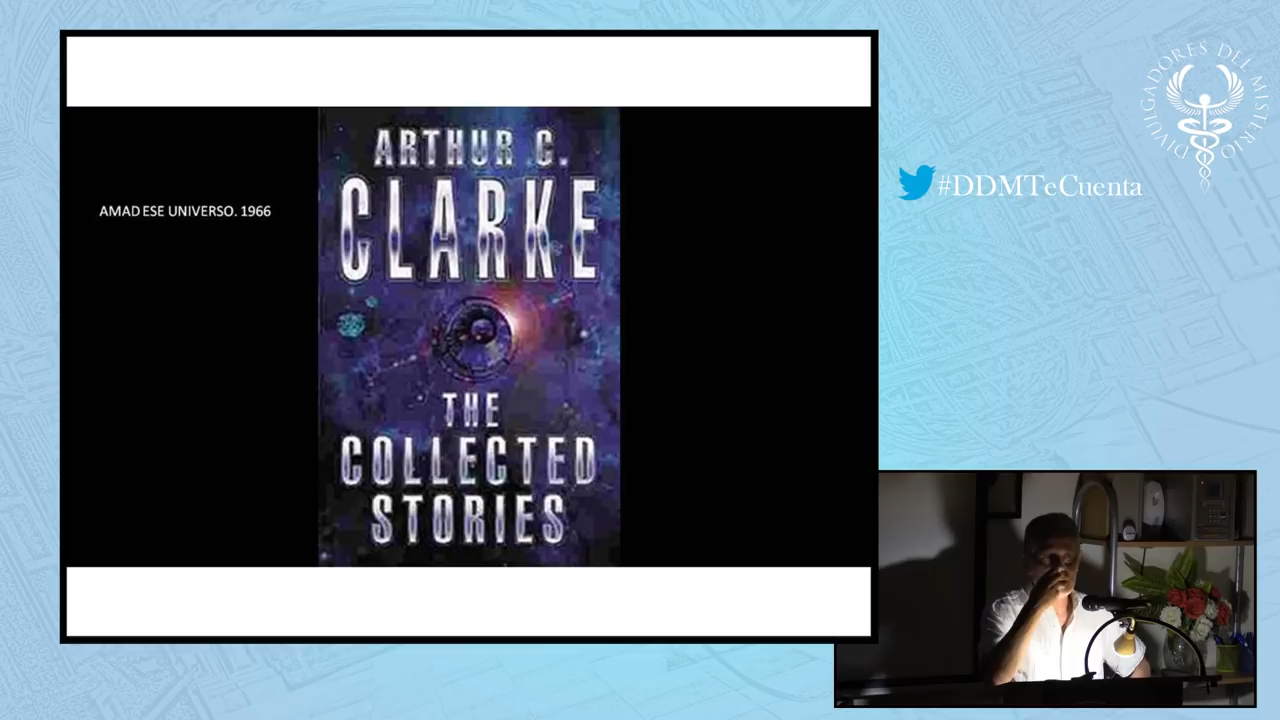 AMAD ESE UNIVERSO. 1966
ARTHUR C.
CLARKE
THE
COLLECTED
STORIES
DIVULGADORES DEL MISTERIO
#DDMTeCuenta